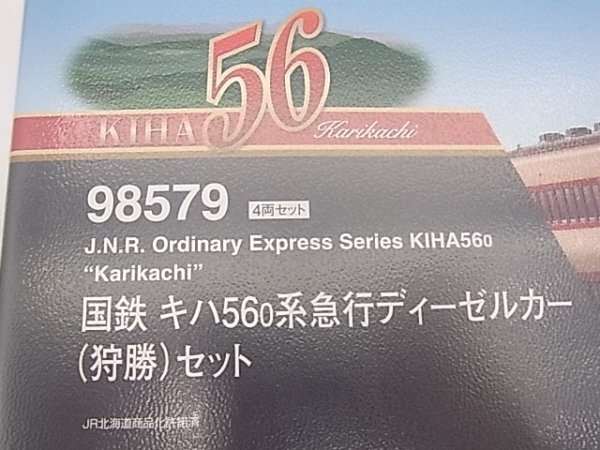 KIHA 56 Karikachi
98579 4両セット
J.N.R. Ordinary Express Series KIHA560
“Karikachi”
国鉄 キハ560系急行ディーゼルカー
(狩勝)セット
JR北海道商品化許諾済